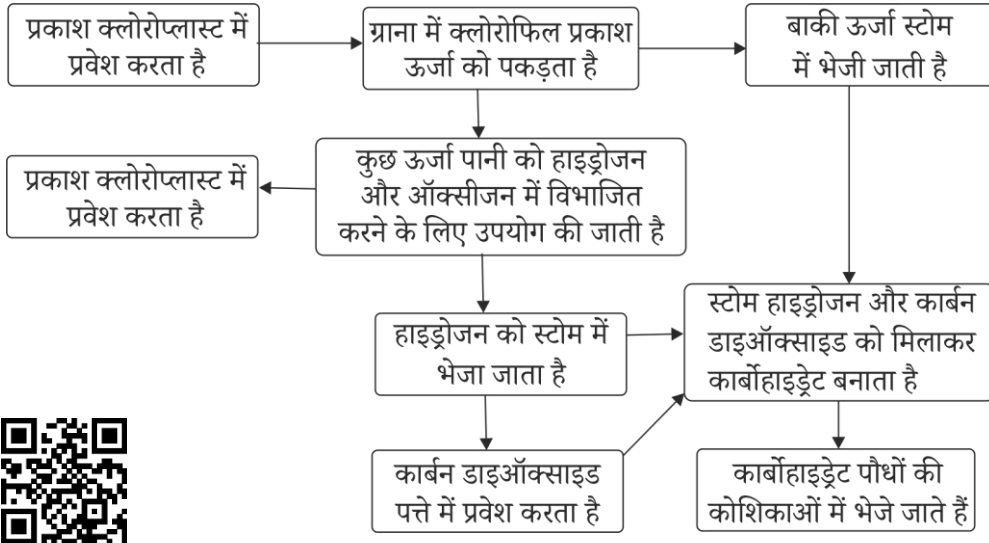 प्रकाश क्लोरोप्लास्ट में
प्रवेश करता है
ग्राना में क्लोरोफिल प्रकाश
ऊर्जा को पकड़ता है
बाकी ऊर्जा स्टोम
में भेजी जाती है
प्रकाश क्लोरोप्लास्ट में
प्रवेश करता है
कुछ ऊर्जा पानी को हाइड्रोजन
और ऑक्सीजन में विभाजित
करने के लिए उपयोग की जाती है
हाइड्रोजन को स्टोम में
भेजा जाता है
स्टोम हाइड्रोजन और कार्बन
डाइऑक्साइड को मिलाकर
कार्बोहाइड्रेट बनाता है
कार्बन डाइऑक्साइड
पत्ते में प्रवेश करता है
कार्बोहाइड्रेट पौधों की
कोशिकाओं में भेजे जाते हैं